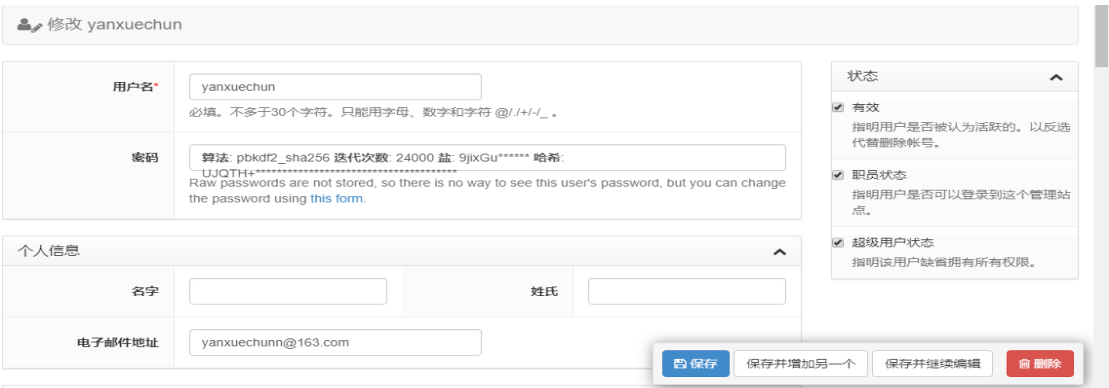 修改 yanxuechun
用户名*
yanxuechun
必填。不多于30个字符。只能用字母、数字和字符 @/./+/-/_ 。
密码
算法: pbkdf2_sha256 迭代次数: 24000 盐: 9jixGu****** 哈希:
UJQTH+**************************************
Raw passwords are not stored, so there is no way to see this user's password, but you can change
the password using this form.
个人信息
名字
姓氏
电子邮件地址
yanxuechunn@163.com
状态
有效
指明用户是否被认为活跃的。以反选
代替删除帐号。
职员状态
指明用户是否可以登录到这个管理站
点。
超级用户状态
指明该用户缺省拥有所有权限。
保存
保存并增加另一个
保存并继续编辑
删除